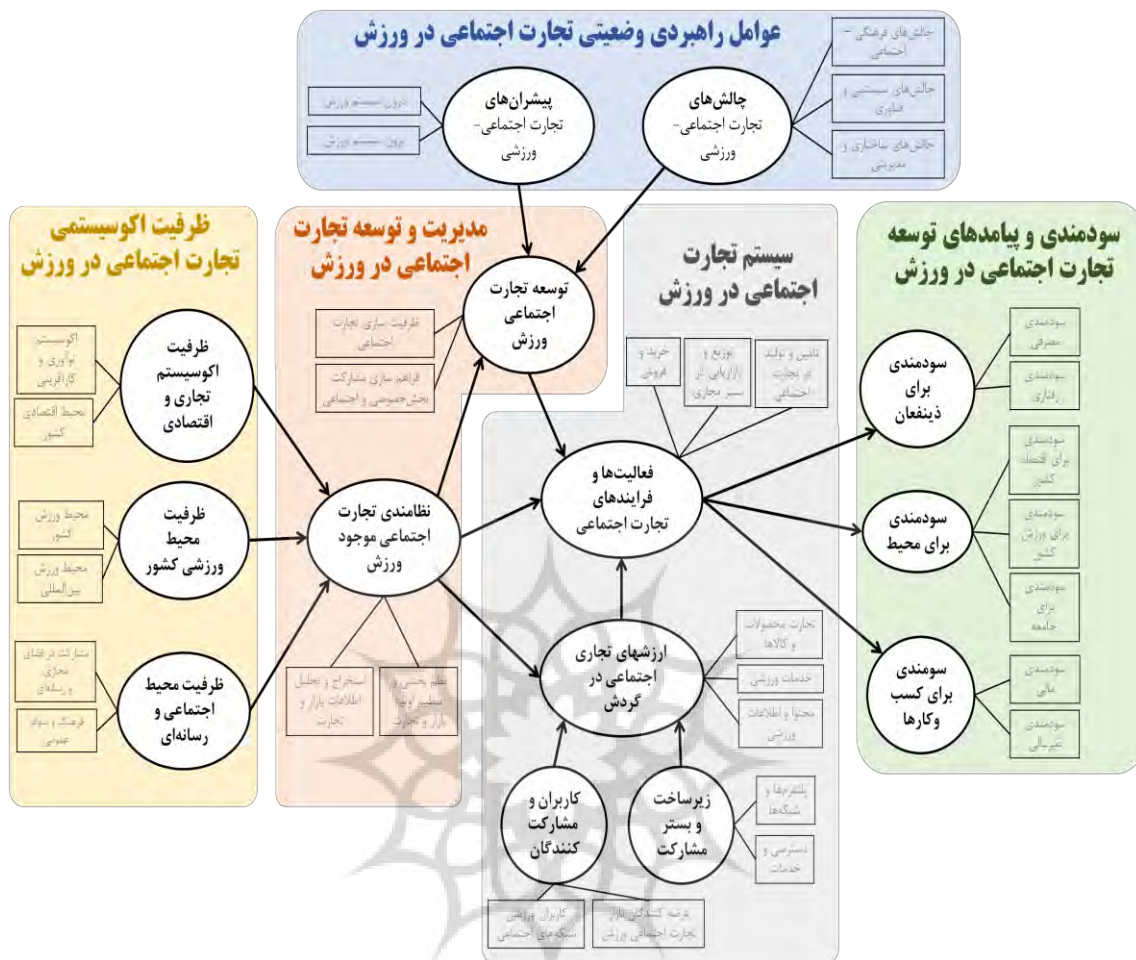 عوامل راهبردی وضعیتی تجارت اجتماعی در ورزش
چالش‌های فرهنگی -
اجتماعی
چالش‌های سیستمی و
فناوری
چالش‌های ساختاری و
مدیریتی
چالش‌های
تجارت اجتماعی-
ورزشی
پیشران‌های
تجارت اجتماعی-
ورزشی
درون سیستم ورزش
برون سیستم ورزش
سودمندی و پیامدهای توسعه
تجارت اجتماعی در ورزش
سودمندی
مصرفی
سودمندی
رفتاری
سودمندی
برای
ذینفعان
سودمندی
برای اقتصاد
کشور
سودمندی
برای ورزش
کشور
سودمندی
برای
جامعه
سودمندی
برای محیط
سودمندی
مالی
سودمندی
غیرمالی
سومندی
برای کسب
وکارها
سیستم تجارت
اجتماعی در ورزش
تامین و تولید
در تجارت
اجتماعی
توزیع و
بازاریابی در
بستر مجازی
خرید و
فروش
فعالیت‌ها و
فرایندهای
تجارت اجتماعی
تجارت محصولات
و کالاها
خدمات ورزشی
محتوا و اطلاعات
ورزشی
ارزشهای تجاری
اجتماعی در
گردش
پلتفرم‌ها و
شبکه‌ها
دسترسی و
خدمات
زیرساخت
و بستر
مشارکت
کاربران و
مشارکت
کنندگان
عرضه کنندگان بازار
تجارت اجتماعی ورزش
کاربران ورزشی
شبکه‌های اجتماعی
مدیریت و توسعه تجارت
اجتماعی در ورزش
توسعه تجارت
اجتماعی
ورزش
ظرفیت سازی تجارت
اجتماعی
فراهم سازی مشارکت
بخش خصوصی و اجتماعی
نظامندی تجارت
اجتماعی موجود
ورزش
نظم بخشی و
تنظیم اولیه
بازار و تجارت
استخراج و تحلیل
اطلاعات بازار و
تجارت
ظرفیت اکوسیستمی
تجارت اجتماعی در ورزش
ظرفیت
اکوسیستم
تجاری و
اقتصادی
اکوسیستم
نوآوری و
کارآفرینی
محیط اقتصادی
کشور
ظرفیت
محیط
ورزشی کشور
محیط ورزش
کشور
محیط ورزش
بین‌المللی
ظرفیت محیط
اجتماعی و
رسانه‌ای
مشارکت در فضای
مجازی
و رسانه‌ای
فرهنگ و سواد
عمومی